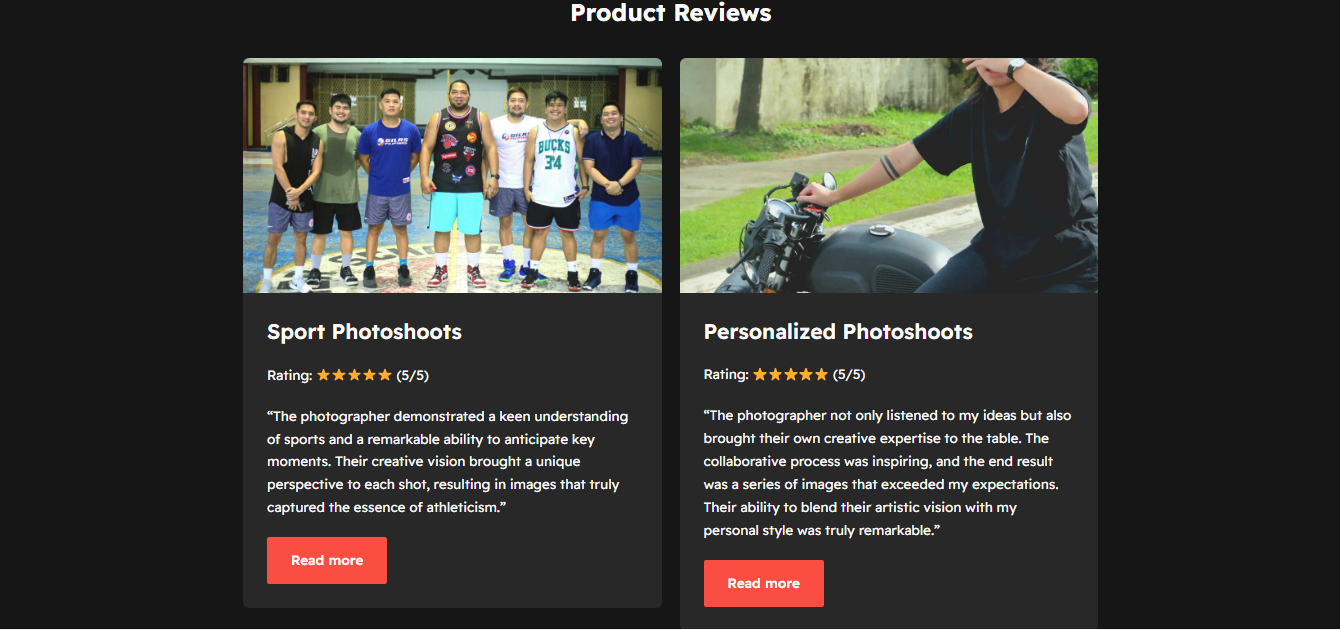 Product Reviews
BUCKS
34
Sport Photoshoots
Rating: ★★★★★ (5/5)
“The photographer demonstrated a keen understanding
of sports and a remarkable ability to anticipate key
moments. Their creative vision brought a unique
perspective to each shot, resulting in images that truly
captured the essence of athleticism.”
Read more
Personalized Photoshoots
Rating: ★★★★★ (5/5)
“The photographer not only listened to my ideas but also
brought their own creative expertise to the table. The
collaborative process was inspiring, and the end result
was a series of images that exceeded my expectations.
Their ability to blend their artistic vision with my
personal style was truly remarkable.”
Read more